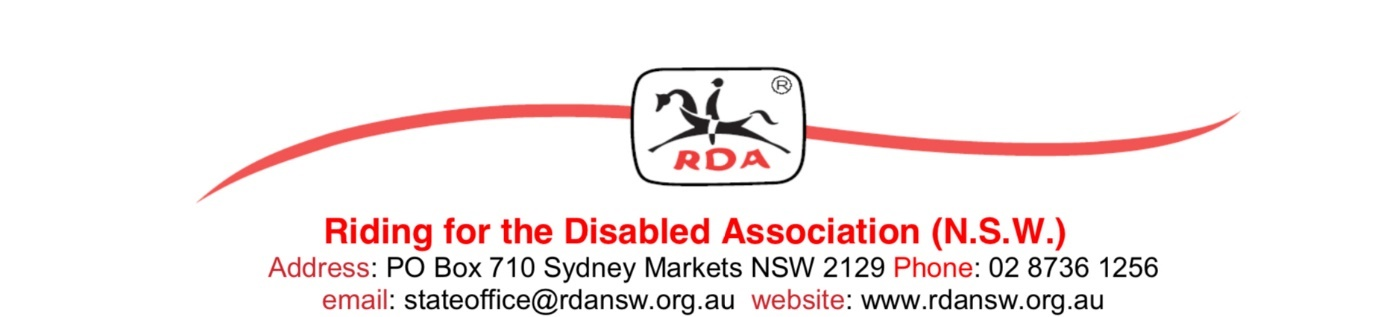 ®
RDA
Riding for the Disabled Association (N.S.W.)
Address: PO Box 710 Sydney Markets NSW 2129 Phone: 02 8736 1256
email: stateoffice@rdansw.org.au website: www.rdansw.org.au